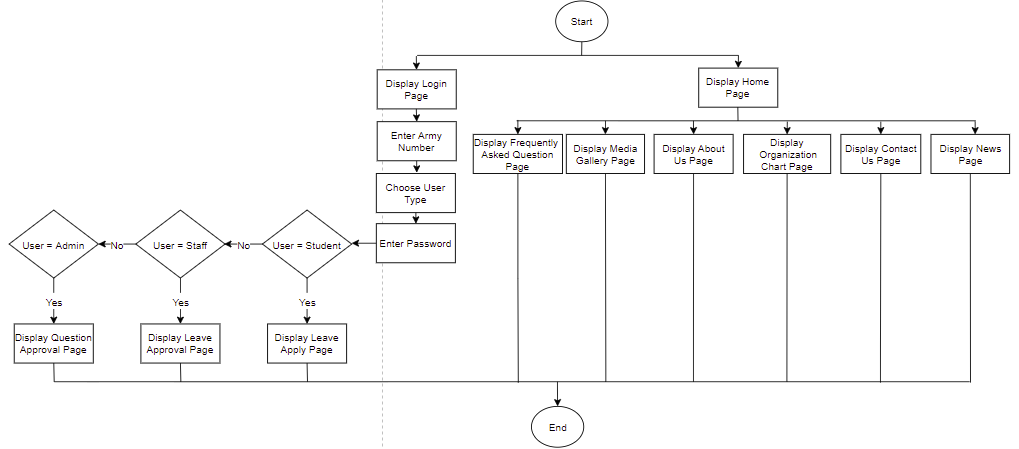 Start
Display Login
Page
Display Home
Page
Enter Army
Number
Display Frequently
Asked Question
Page
Display Media
Gallery Page
Display About
Us Page
Display
Organization
Chart Page
Display Contact
Us Page
Display News
Page
Choose User
Type
User = Admin
No
User = Staff
No
User = Student
Enter Password
Yes
Yes
Yes
Display Question
Approval Page
Display Leave
Approval Page
Display Leave
Apply Page
End